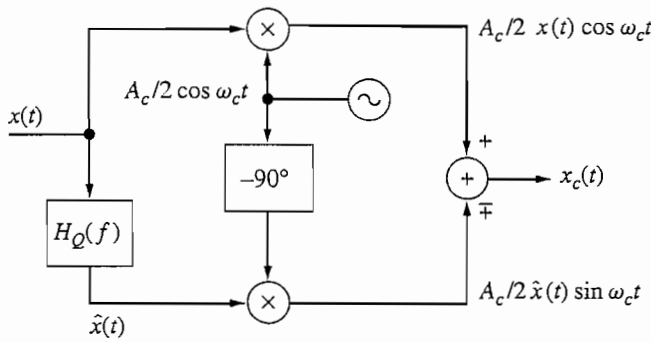 A_c/2 x(t) cos ω_c t
×
A_c/2 cos ω_c t
∼
x(t)
−90°
+
+
x_c(t)
∓
H_Q(f)
×
A_c/2 x̂(t) sin ω_c t
x̂(t)